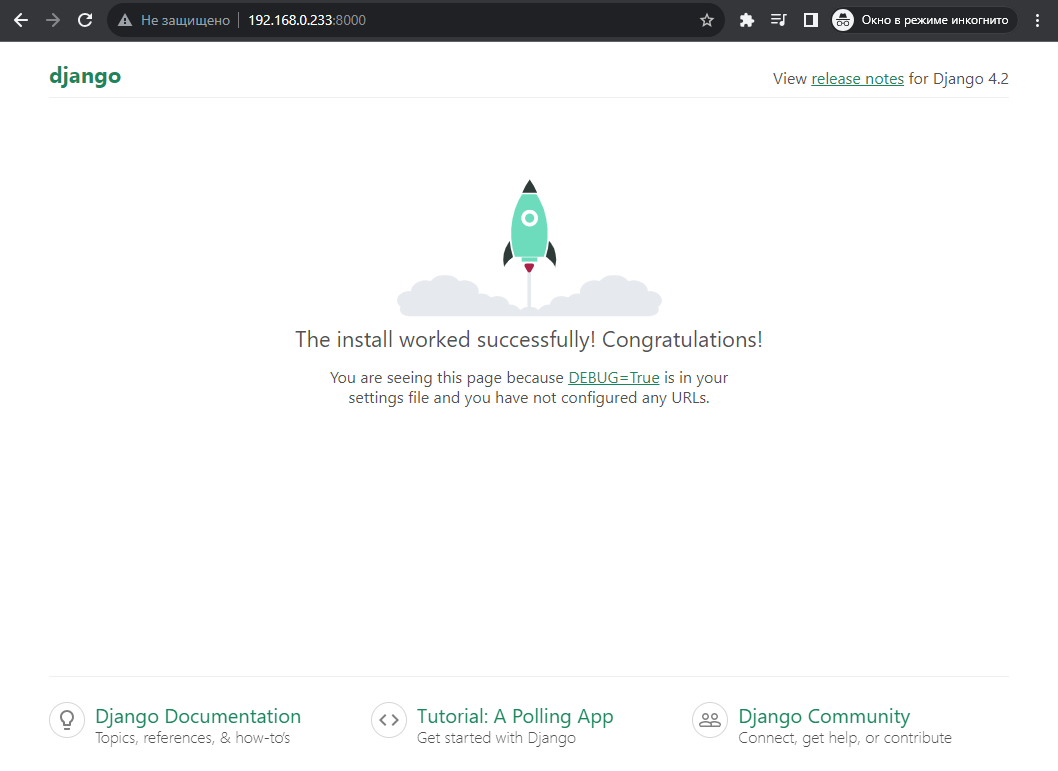 Не защищено 192.168.0.233:8000 Окно в режиме инкогнито
django
View release notes for Django 4.2
The install worked successfully! Congratulations!
You are seeing this page because DEBUG=True is in your
settings file and you have not configured any URLs.
Django Documentation
Topics, references, & how-to's
Tutorial: A Polling App
Get started with Django
Django Community
Connect, get help, or contribute